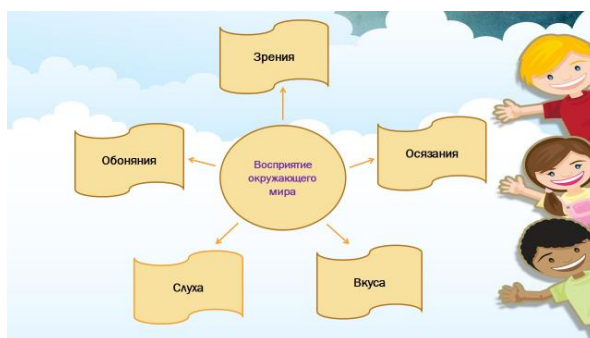 Зрения
Обоняния
Восприятие
окружающего
мира
Осязания
Слуха
Вкуса